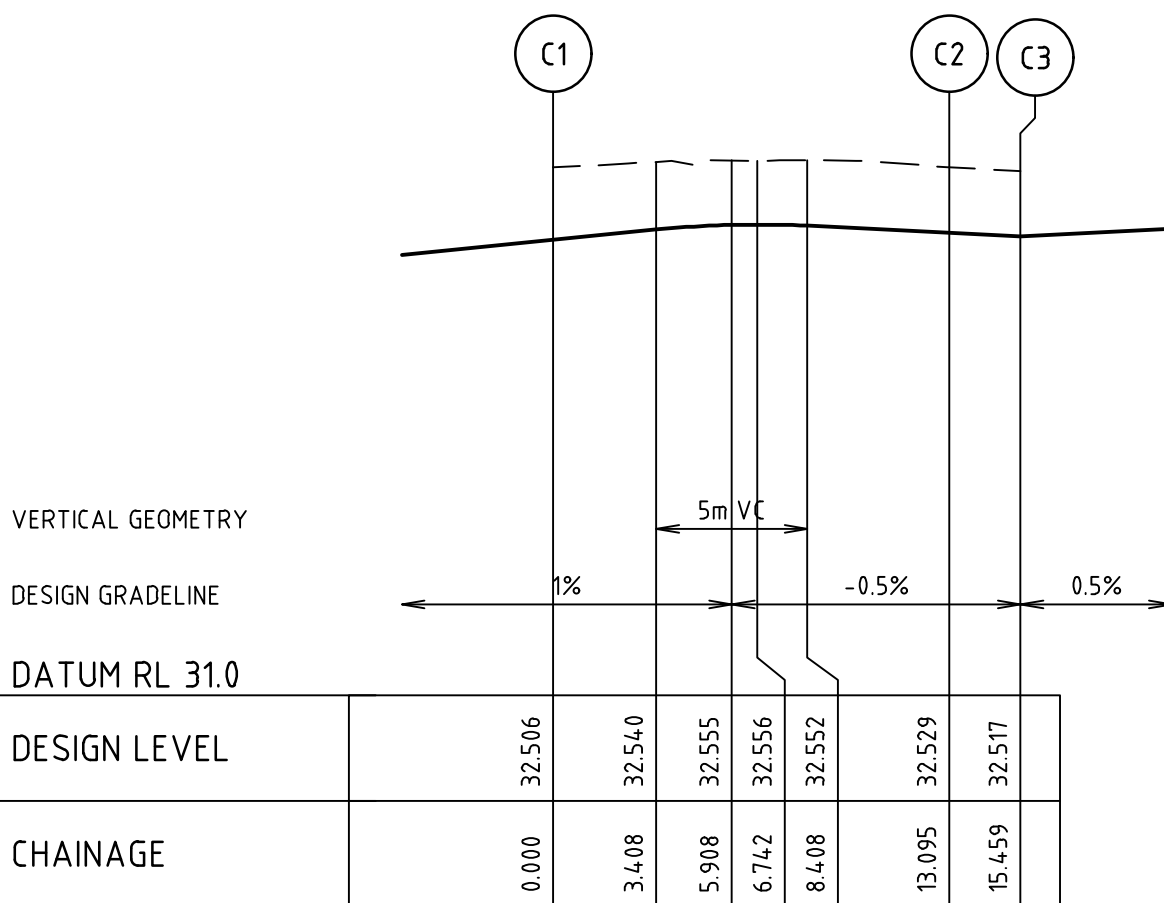 C1 C2 C3
VERTICAL GEOMETRY 5m VC
DESIGN GRADELINE 1% -0.5% 0.5%
DATUM RL 31.0
DESIGN LEVEL 32.506 32.540 32.555 32.556 32.552 32.529 32.517
CHAINAGE 0.000 3.408 5.908 6.742 8.408 13.095 15.459